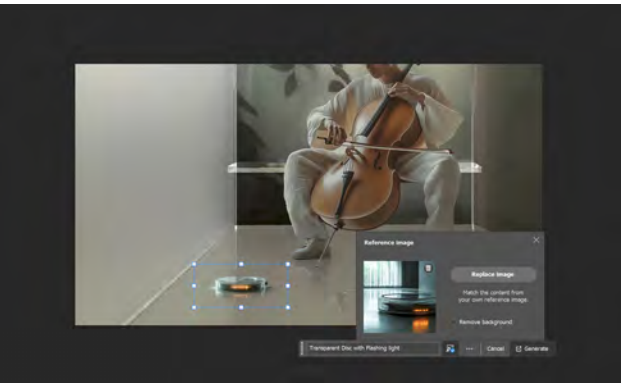 Reference image
Replace image
Match the content from
your own reference image.
Remove background
Transparent Disc with Flashing light
Cancel
Generate